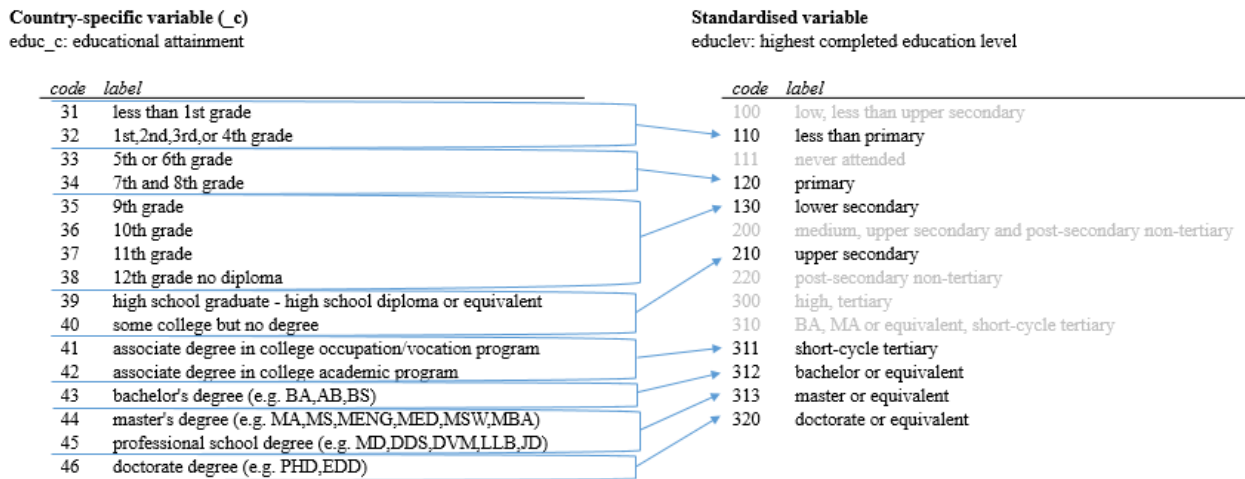 Country-specific variable (_c)
educ_c: educational attainment
code label
31 less than 1st grade
32 1st,2nd,3rd,or 4th grade
33 5th or 6th grade
34 7th and 8th grade
35 9th grade
36 10th grade
37 11th grade
38 12th grade no diploma
39 high school graduate - high school diploma or equivalent
40 some college but no degree
41 associate degree in college occupation/vocation program
42 associate degree in college academic program
43 bachelor's degree (e.g. BA,AB,BS)
44 master's degree (e.g. MA,MS,MENG,MED,MSW,MBA)
45 professional school degree (e.g. MD,DDS,DVM,LLB,JD)
46 doctorate degree (e.g. PHD,EDD)
Standardised variable
educlev: highest completed education level
code label
100 low, less than upper secondary
110 less than primary
111 never attended
120 primary
130 lower secondary
200 medium, upper secondary and post-secondary non-tertiary
210 upper secondary
220 post-secondary non-tertiary
300 high, tertiary
310 BA, MA or equivalent, short-cycle tertiary
311 short-cycle tertiary
312 bachelor or equivalent
313 master or equivalent
320 doctorate or equivalent